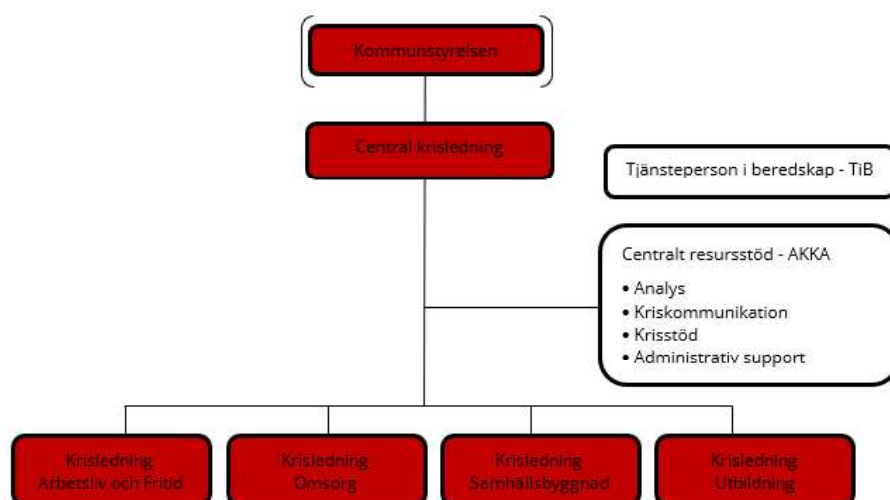 Kommunstyrelsen
Central krisledning
Tjänsteperson i beredskap - TiB
Centralt resursstöd - AKKA
• Analys
• Kriskommunikation
• Krisstöd
• Administrativ support
Krisledning
Arbetsliv och Fritid
Krisledning
Omsorg
Krisledning
Samhällsbyggnad
Krisledning
Utbildning